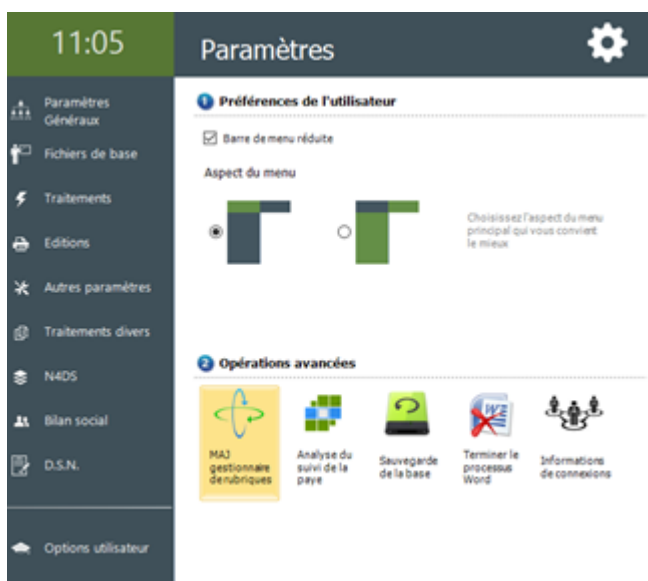 11:05
Paramètres
Paramètres
Généraux
Fichiers de base
Traitements
Editions
Autres paramètres
Traitements divers
N4DS
Bilan social
D.S.N.
Options utilisateur
1 Préférences de l'utilisateur
Barre de menu réduite
Aspect du menu
Choisissez l'aspect du menu
principal qui vous convient
le mieux
2 Opérations avancées
MAJ
gestionnaire
de rubriques
Analyse du
suivi de la
paye
Sauvegarde
de la base
W
Terminer le
processus
Word
Informations
de connexions